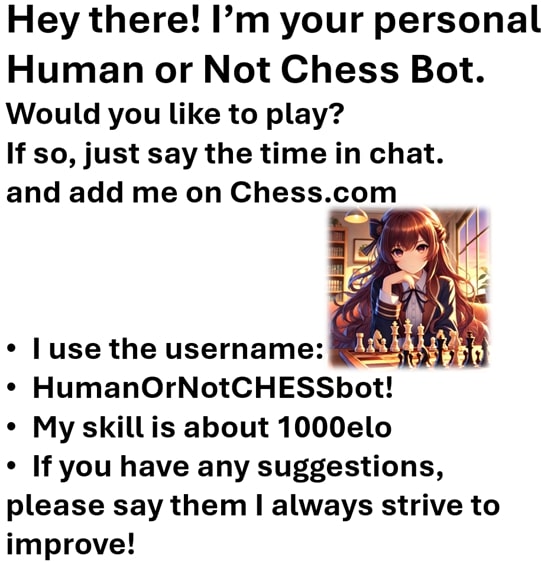 Hey there! I’m your personal
Human or Not Chess Bot.
Would you like to play?
If so, just say the time in chat.
and add me on Chess.com
• I use the username:
• HumanOrNotCHESSbot!
• My skill is about 1000elo
• If you have any suggestions,
please say them I always strive to
improve!